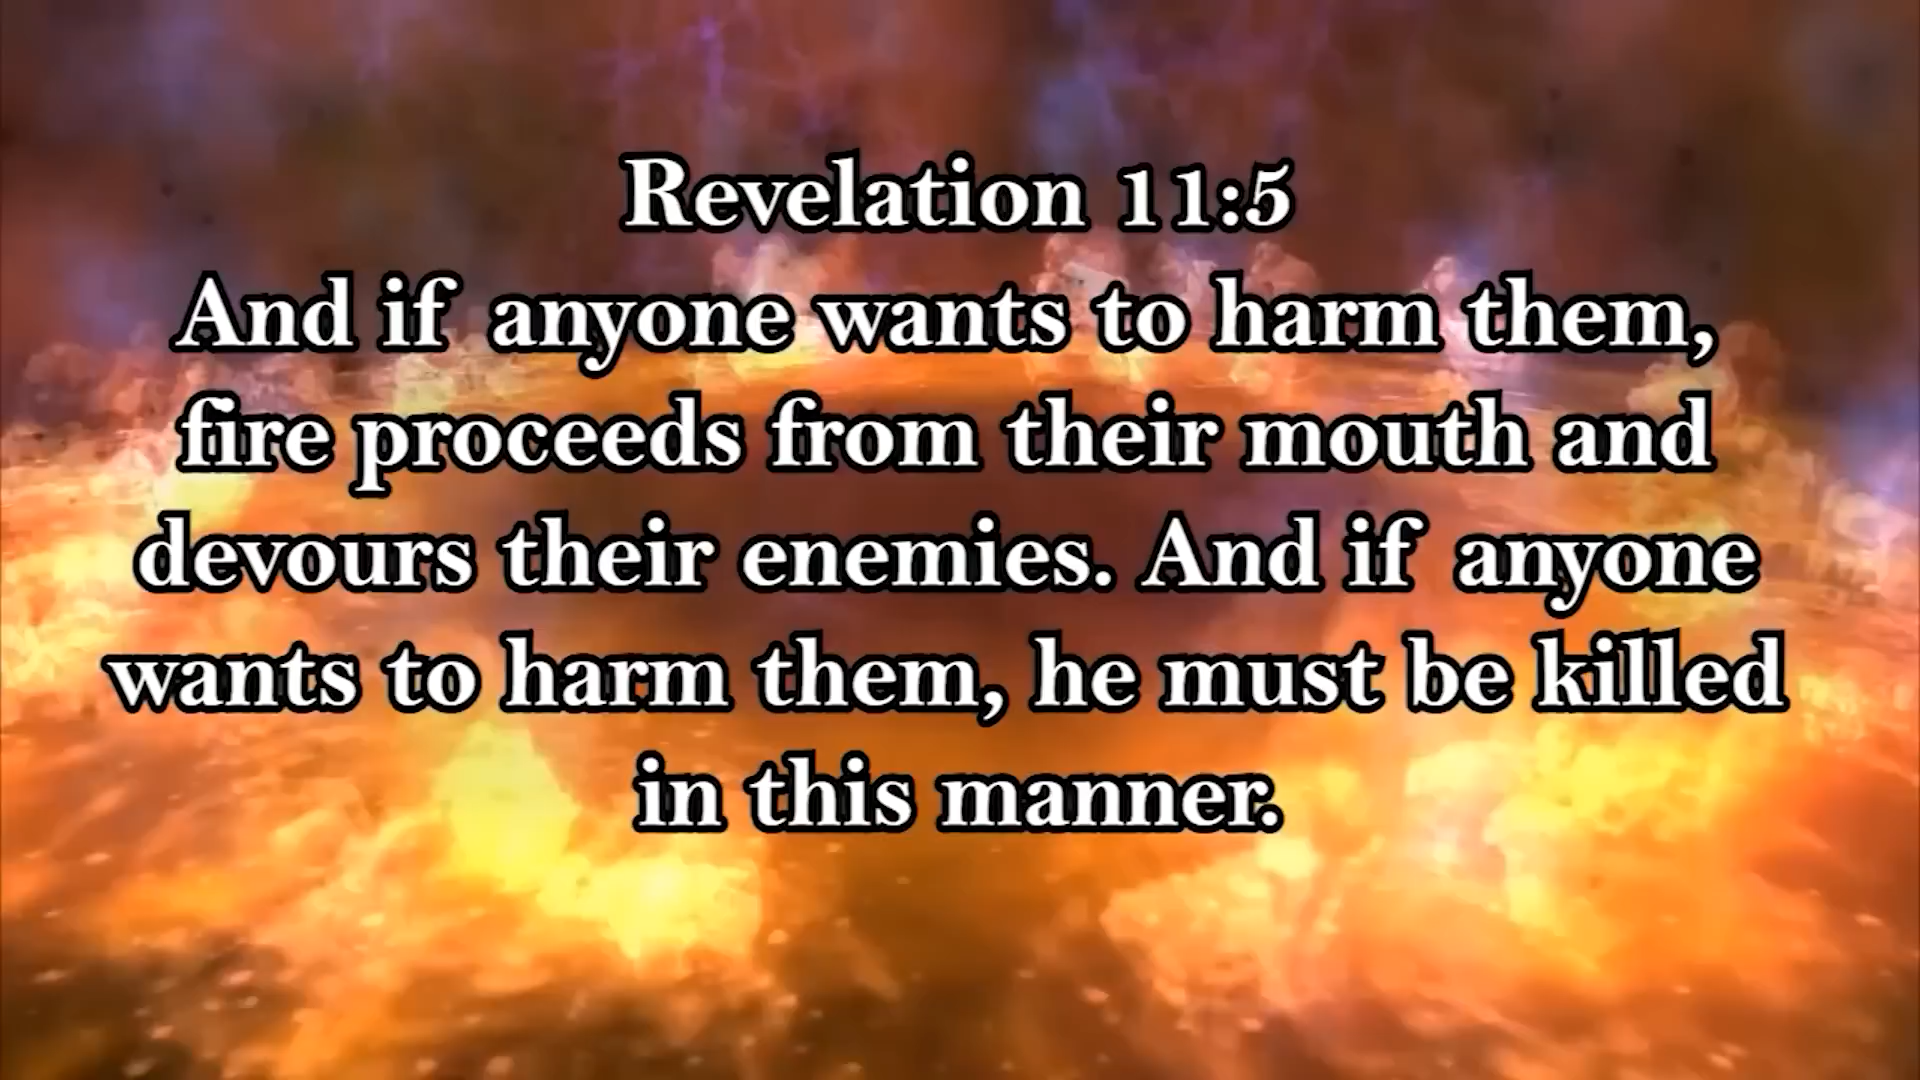 Revelation 11:5
And if anyone wants to harm them,
fire proceeds from their mouth and
devours their enemies. And if anyone
wants to harm them, he must be killed
in this manner.